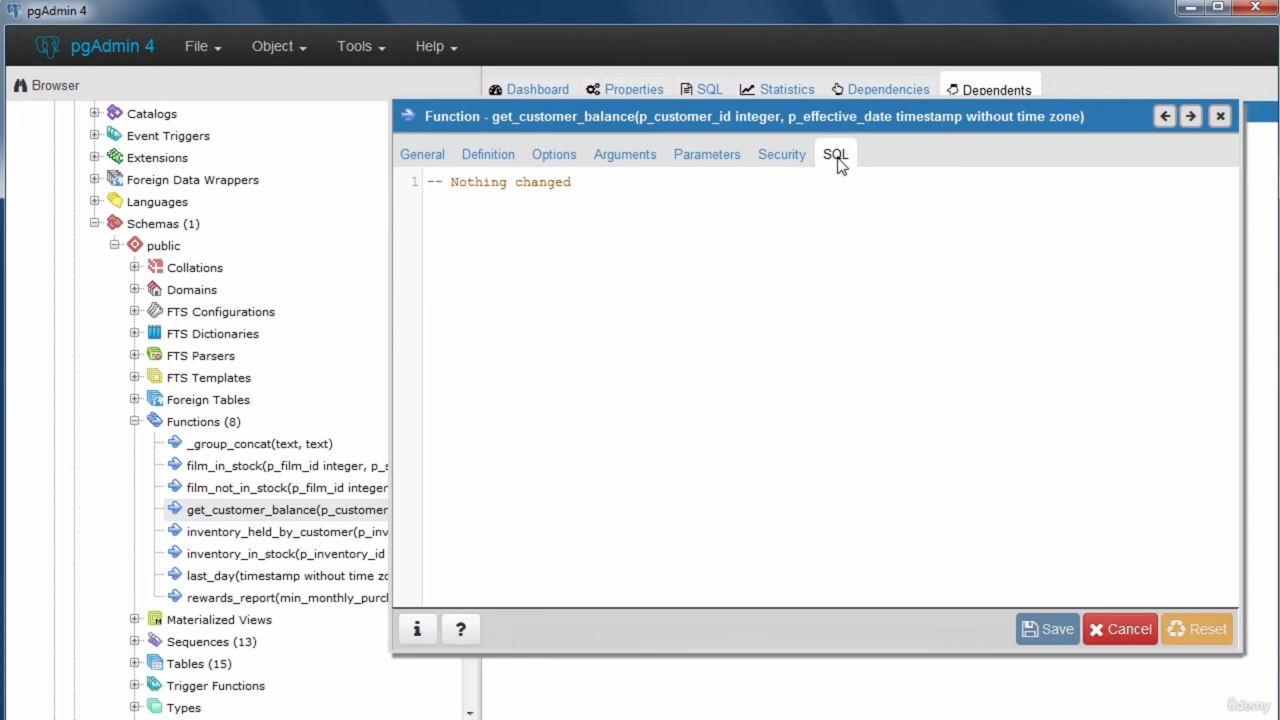 pgAdmin 4
pgAdmin 4 File Object Tools Help
Browser
Dashboard Properties SQL Statistics Dependencies Dependents
Function - get_customer_balance(p_customer_id integer, p_effective_date timestamp without time zone)
General Definition Options Arguments Parameters Security SQL
1 -- Nothing changed
Catalogs
Event Triggers
Extensions
Foreign Data Wrappers
Languages
Schemas (1)
public
Collations
Domains
FTS Configurations
FTS Dictionaries
FTS Parsers
FTS Templates
Foreign Tables
Functions (8)
_group_concat(text, text)
film_in_stock(p_film_id integer, p_s
film_not_in_stock(p_film_id integer
get_customer_balance(p_customer
inventory_held_by_customer(p_inv
inventory_in_stock(p_inventory_id
last_day(timestamp without time zo
rewards_report(min_monthly_purch
Materialized Views
Sequences (13)
Tables (15)
Trigger Functions
Types
i ? Save Cancel Reset
ûdemy